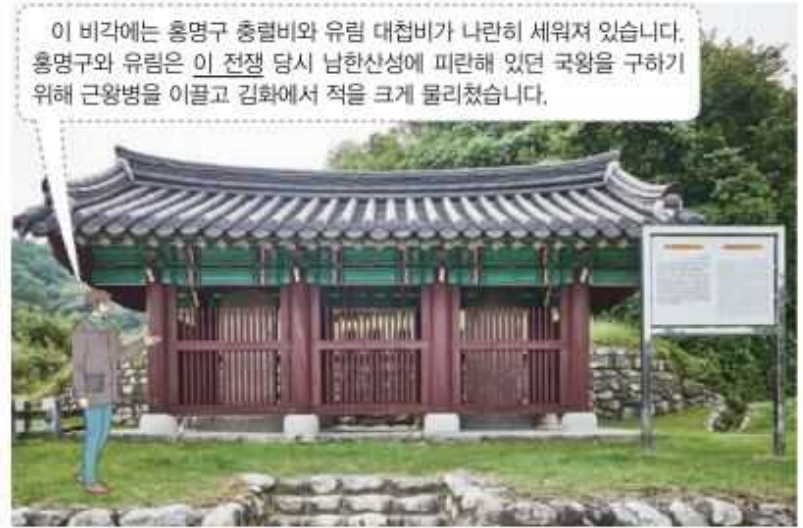 이 비각에는 홍명구 충렬비와 유림 대첩비가 나란히 세워져 있습니다.
홍명구와 유림은 이 전쟁 당시 남한산성에 피란해 있던 국왕을 구하기
위해 근왕병을 이끌고 김화에서 적을 크게 물리쳤습니다.